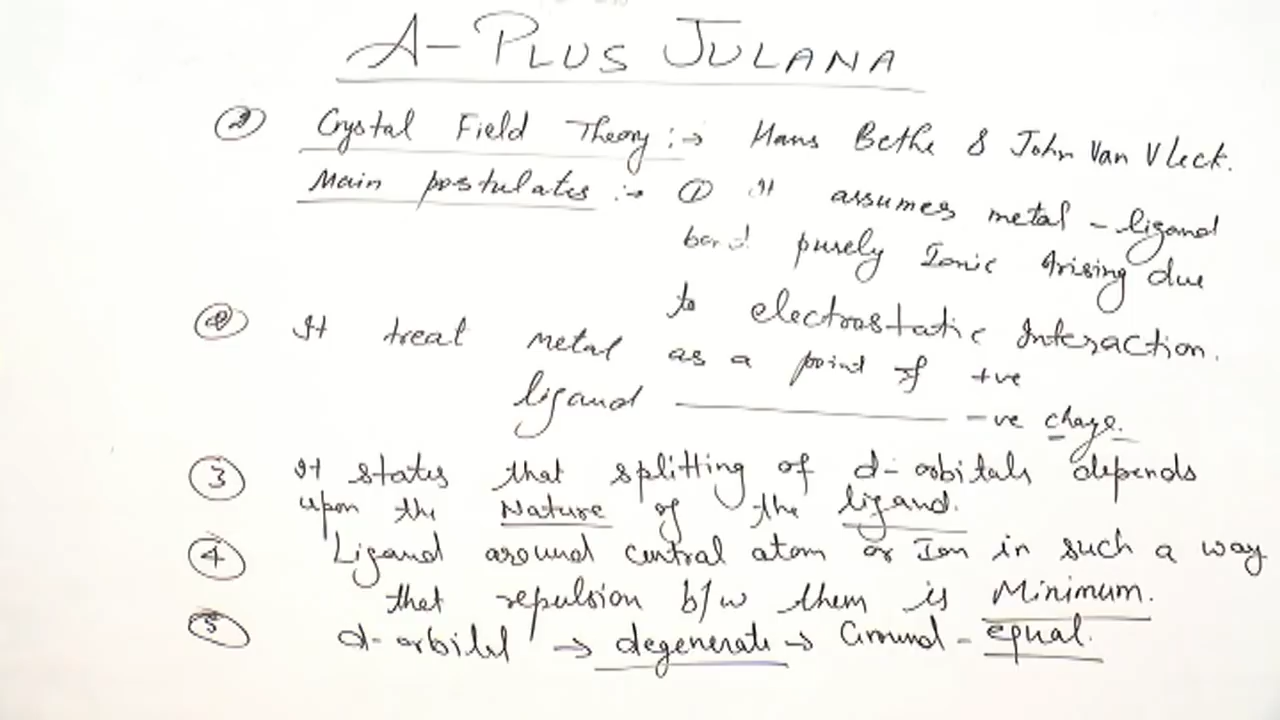 A- PLUS JULANA
② Crystal Field Theory :→ Hans Bethe & John Van Vleck.
Main postulates :→ ① It assumes metal - ligand
bond purely Ionic Arising due
to electrostatic Interaction.
② It treat metal as a point of +ve
ligand ——— -ve charge.
③ It states that splitting of d-orbitals depends
upon the Nature of the ligand.
④ Ligand around central atom or Ion in such a way
that repulsion b/w them is Minimum.
⑤ d-orbital → degenerate → Ground - equal.